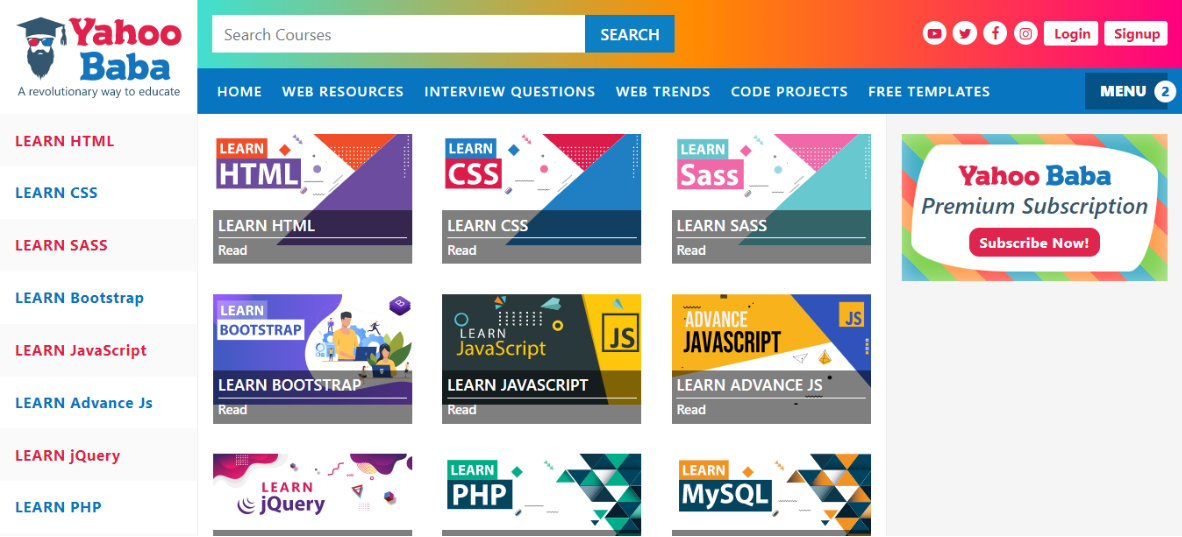 Yahoo
Baba
A revolutionary way to educate
Search Courses
SEARCH
Login
Signup
HOME
WEB RESOURCES
INTERVIEW QUESTIONS
WEB TRENDS
CODE PROJECTS
FREE TEMPLATES
MENU
2
LEARN HTML
LEARN CSS
LEARN SASS
LEARN Bootstrap
LEARN JavaScript
LEARN Advance Js
LEARN jQuery
LEARN PHP
LEARN
HTML
LEARN HTML
Read
LEARN
CSS
LEARN CSS
Read
LEARN
Sass
LEARN SASS
Read
LEARN
BOOTSTRAP
B
LEARN BOOTSTRAP
Read
LEARN
JavaScript
JS
LEARN JAVASCRIPT
Read
ADVANCE
JAVASCRIPT
JS
LEARN ADVANCE JS
Read
LEARN
jQuery
LEARN
PHP
LEARN
MySQL
Yahoo Baba
Premium Subscription
Subscribe Now!